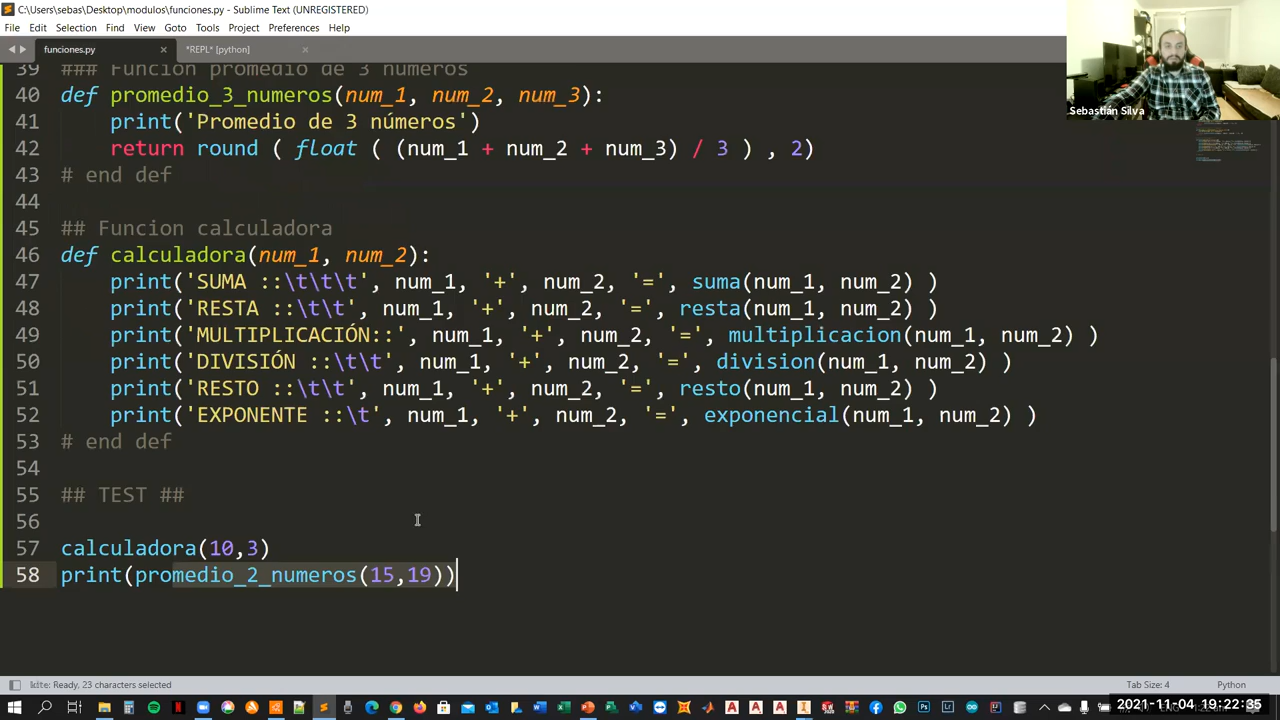 C:\Users\sebas\Desktop\modulos\funciones.py - Sublime Text (UNREGISTERED)
File Edit Selection Find View Goto Tools Project Preferences Help
funciones.py × *REPL* [python] ×
Sebastián Silva
39 ### Funcion promedio de 3 numeros
40 def promedio_3_numeros(num_1, num_2, num_3):
41 print('Promedio de 3 números')
42 return round ( float ( (num_1 + num_2 + num_3) / 3 ) , 2)
43 # end def
44
45 ## Funcion calculadora
46 def calculadora(num_1, num_2):
47 print('SUMA ::\t\t\t', num_1, '+', num_2, '=', suma(num_1, num_2) )
48 print('RESTA ::\t\t', num_1, '+', num_2, '=', resta(num_1, num_2) )
49 print('MULTIPLICACIÓN::', num_1, '+', num_2, '=', multiplicacion(num_1, num_2) )
50 print('DIVISIÓN ::\t\t', num_1, '+', num_2, '=', division(num_1, num_2) )
51 print('RESTO ::\t\t', num_1, '+', num_2, '=', resto(num_1, num_2) )
52 print('EXPONENTE ::\t', num_1, '+', num_2, '=', exponencial(num_1, num_2) )
53 # end def
54
55 ## TEST ##
56
57 calculadora(10,3)
58 print(promedio_2_numeros(15,19))
Ready, 23 characters selected
Tab Size: 4 Python
2021-11-04 19:22:35